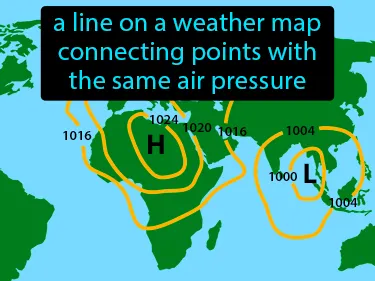 a line on a weather map
connecting points with
the same air pressure
1024
1016
1020
1016
1004
H
1000
L
1004